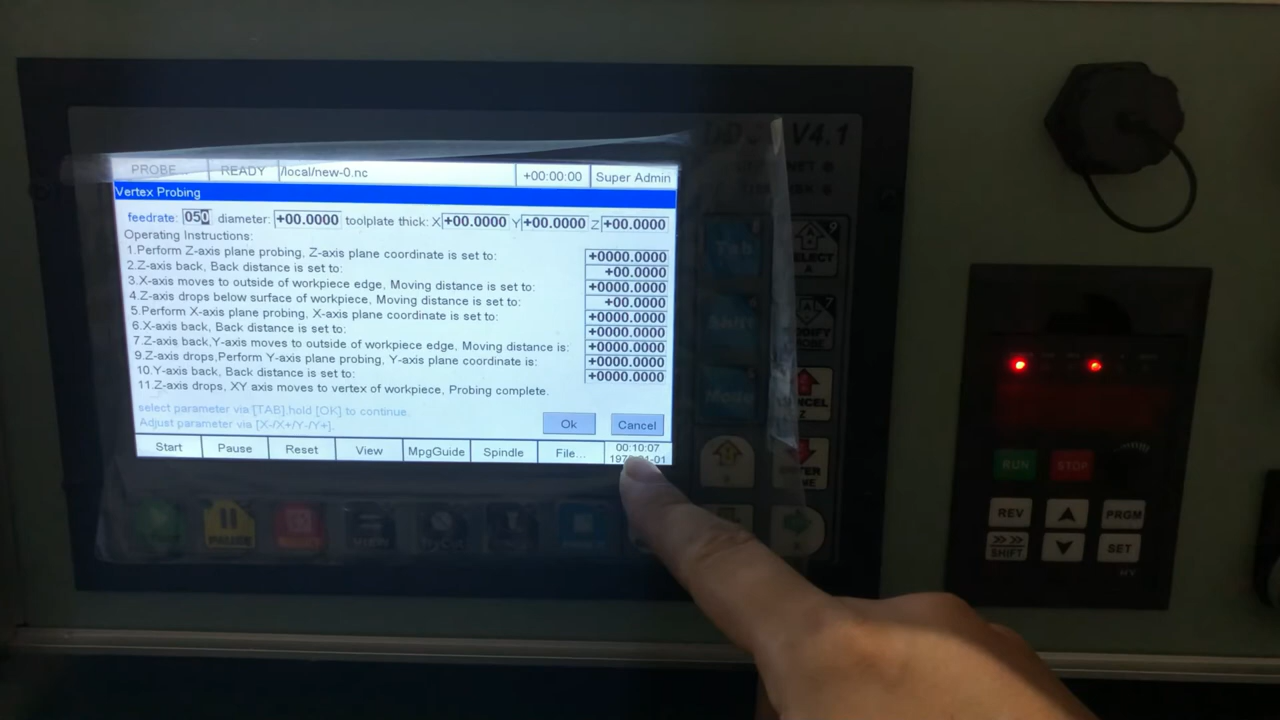 V4.1
PROBE... READY /local/new-0.nc +00:00:00 Super Admin
Vertex Probing
feedrate: 050 diameter: +00.0000 toolplate thick: X +00.0000 Y +00.0000 Z +00.0000
Operating Instructions:
1.Perform Z-axis plane probing, Z-axis plane coordinate is set to: +0000.0000
2.Z-axis back, Back distance is set to: +00.0000
3.X-axis moves to outside of workpiece edge, Moving distance is set to: +0000.0000
4.Z-axis drops below surface of workpiece, Moving distance is set to: +00.0000
5.Perform X-axis plane probing, X-axis plane coordinate is set to: +0000.0000
6.X-axis back, Back distance is set to: +0000.0000
7.Z-axis back,Y-axis moves to outside of workpiece edge, Moving distance is: +0000.0000
9.Z-axis drops,Perform Y-axis plane probing, Y-axis plane coordinate is: +0000.0000
10.Y-axis back, Back distance is set to: +0000.0000
11.Z-axis drops, XY axis moves to vertex of workpiece, Probing complete.
select parameter via [TAB],hold [OK] to continue.
Adjust parameter via [X-/X+/Y-/Y+].
Ok Cancel
Start Pause Reset View MpgGuide Spindle File... 00:10:07
Tab
SELECT
Shift
Mode
PAUSE
RUN STOP
REV PRGM
>> SHIFT SET